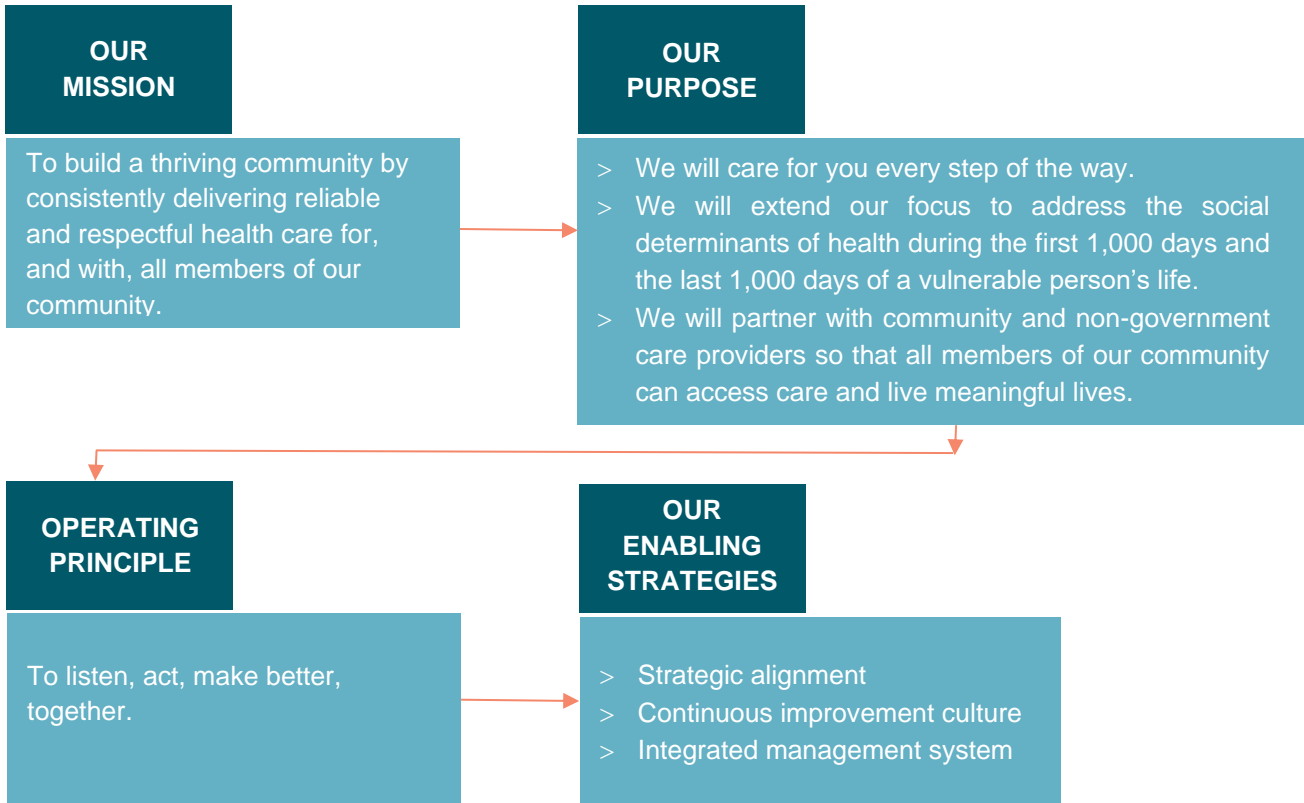 OUR
MISSION
To build a thriving community by
consistently delivering reliable
and respectful health care for,
and with, all members of our
community.
OUR
PURPOSE
> We will care for you every step of the way.
> We will extend our focus to address the social
determinants of health during the first 1,000 days and
the last 1,000 days of a vulnerable person’s life.
> We will partner with community and non-government
care providers so that all members of our community
can access care and live meaningful lives.
OPERATING
PRINCIPLE
To listen, act, make better,
together.
OUR
ENABLING
STRATEGIES
> Strategic alignment
> Continuous improvement culture
> Integrated management system